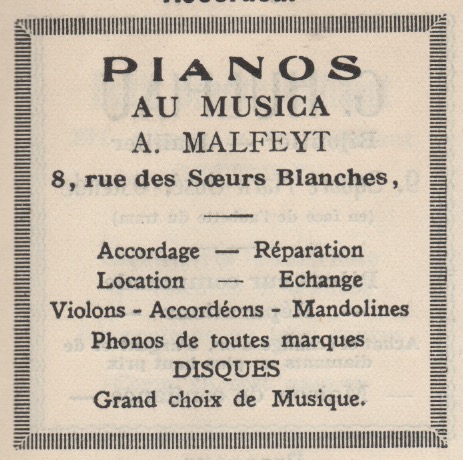 PIANOS
AU MUSICA
A. MALFEYT
8, rue des Sœurs Blanches,
Accordage — Réparation
Location — Echange
Violons - Accordéons - Mandolines
Phonos de toutes marques
DISQUES
Grand choix de Musique.